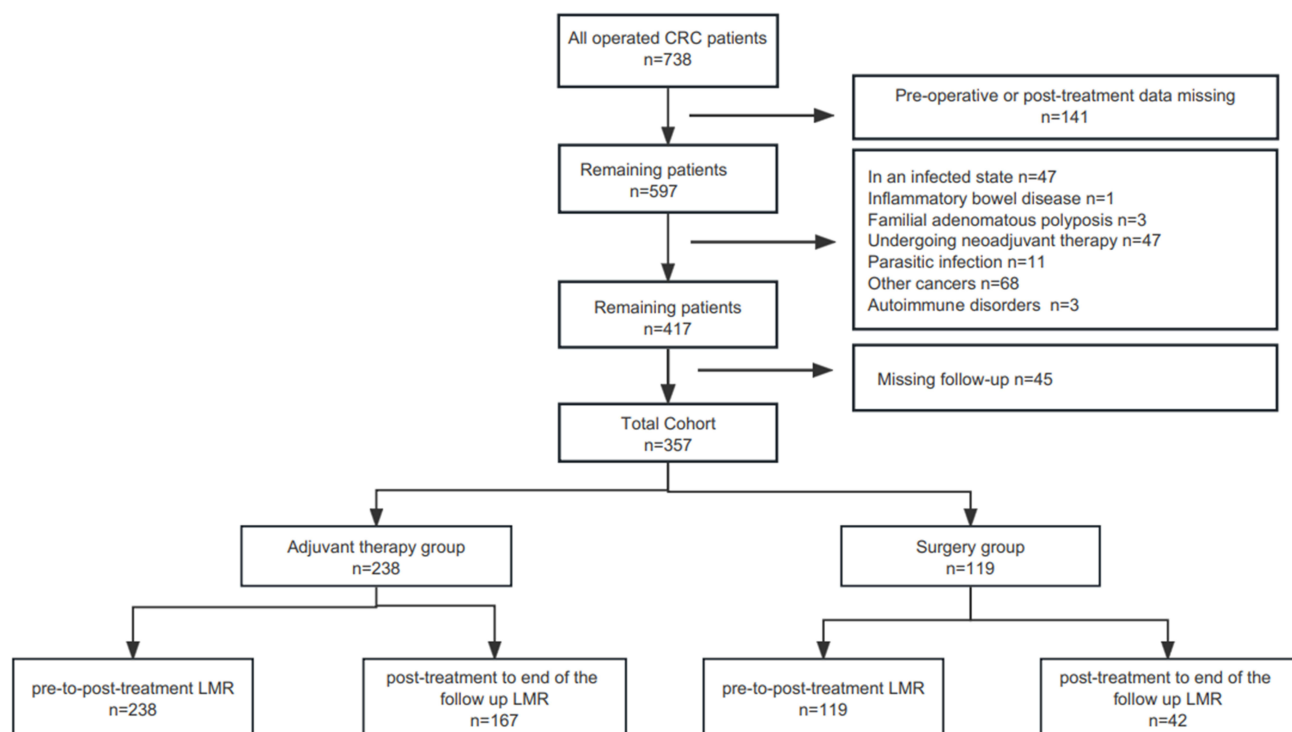 All operated CRC patients
n=738
Pre-operative or post-treatment data missing
n=141
Remaining patients
n=597
In an infected state n=47
Inflammatory bowel disease n=1
Familial adenomatous polyposis n=3
Undergoing neoadjuvant therapy n=47
Parasitic infection n=11
Other cancers n=68
Autoimmune disorders n=3
Remaining patients
n=417
Missing follow-up n=45
Total Cohort
n=357
Adjuvant therapy group
n=238
Surgery group
n=119
pre-to-post-treatment LMR
n=238
post-treatment to end of the
follow up LMR
n=167
pre-to-post-treatment LMR
n=119
post-treatment to end of the
follow up LMR
n=42